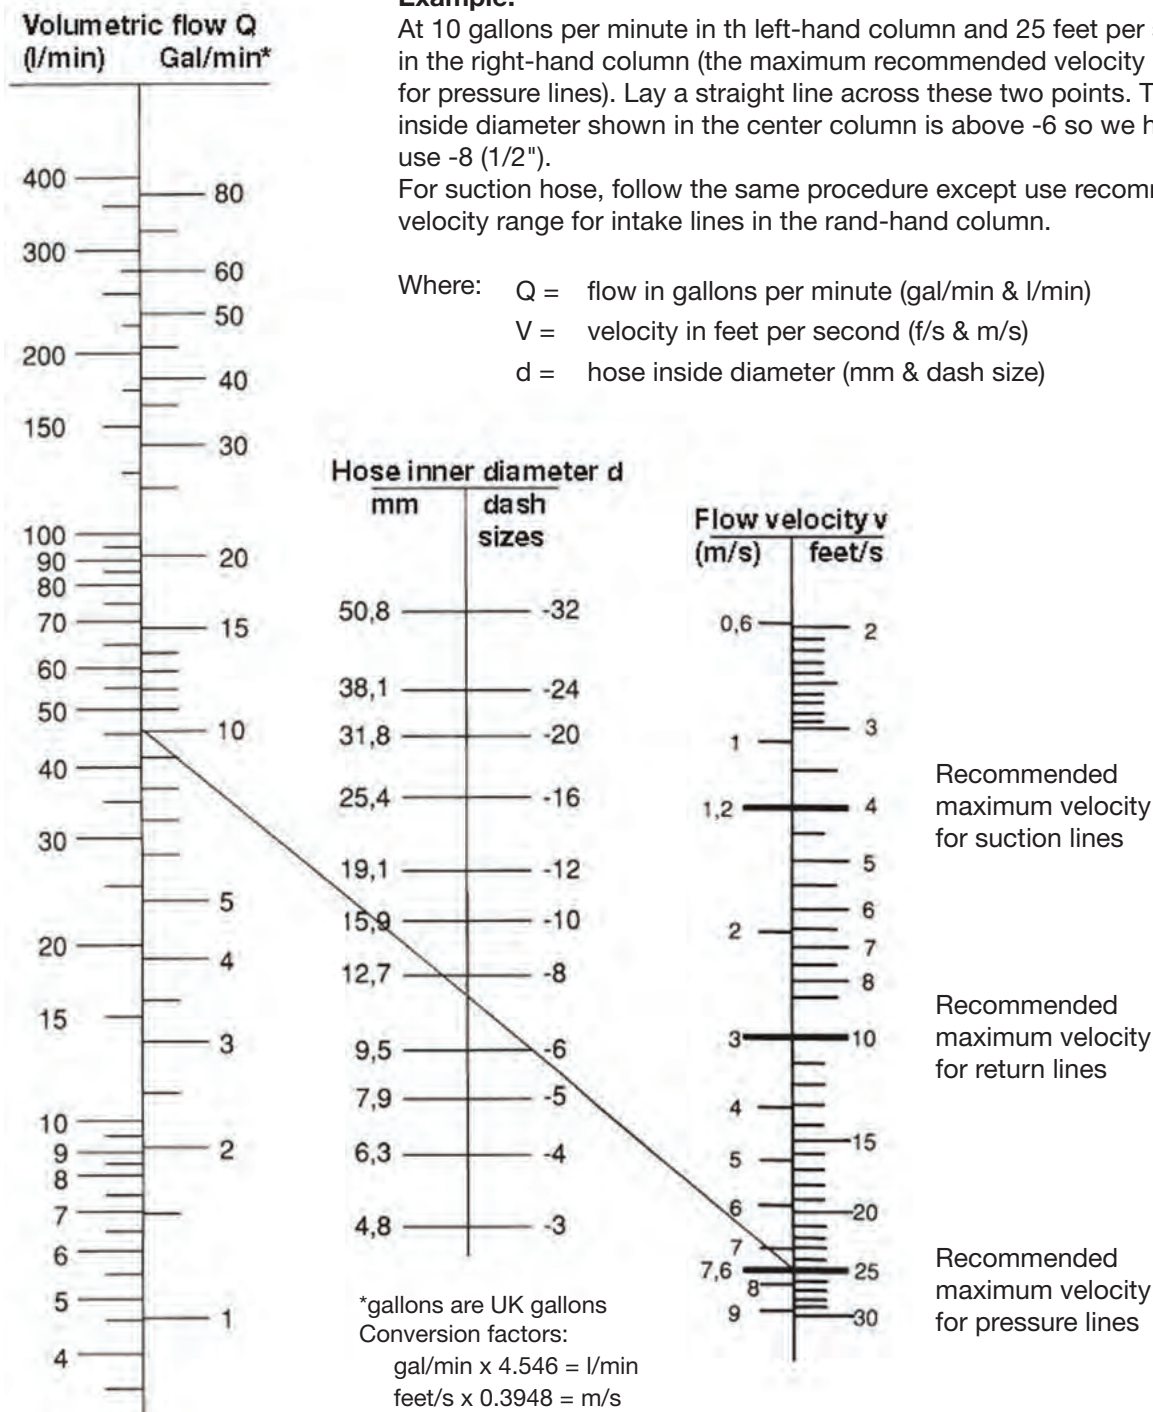 Volumetric flow Q
(l/min) Gal/min*
Example:
At 10 gallons per minute in th left-hand column and 25 feet per
in the right-hand column (the maximum recommended velocity
for pressure lines). Lay a straight line across these two points. T
inside diameter shown in the center column is above -6 so we h
use -8 (1/2").
For suction hose, follow the same procedure except use recomm
velocity range for intake lines in the rand-hand column.
Where: Q = flow in gallons per minute (gal/min & l/min)
V = velocity in feet per second (f/s & m/s)
d = hose inside diameter (mm & dash size)
400
80
300
60
50
200
40
150
30
100
20
90
80
70
15
60
50
10
40
30
5
20
4
15
3
10
2
9
8
7
6
5
1
4
Hose inner diameter d
mm dash
sizes
50,8 -32
38,1 -24
31,8 -20
25,4 -16
19,1 -12
15,9 -10
12,7 -8
9,5 -6
7,9 -5
6,3 -4
4,8 -3
Flow velocity v
(m/s) feet/s
0,6 2
3
1
1,2 4
5
6
2
7
8
3 10
4
15
5
6
20
7
7,6 25
8
9
30
Recommended
maximum velocity
for suction lines
Recommended
maximum velocity
for return lines
Recommended
maximum velocity
for pressure lines
*gallons are UK gallons
Conversion factors:
gal/min x 4.546 = l/min
feet/s x 0.3948 = m/s